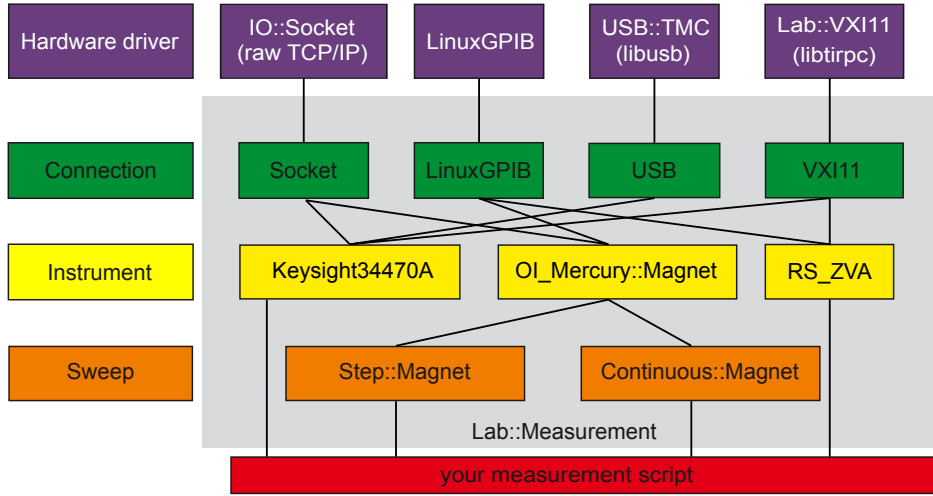 Hardware driver
IO::Socket
(raw TCP/IP)
LinuxGPIB
USB::TMC
(libusb)
Lab::VXI11
(libtirpc)
Connection
Socket
LinuxGPIB
USB
VXI11
Instrument
Keysight34470A
OI_Mercury::Magnet
RS_ZVA
Sweep
Step::Magnet
Continuous::Magnet
Lab::Measurement
your measurement script